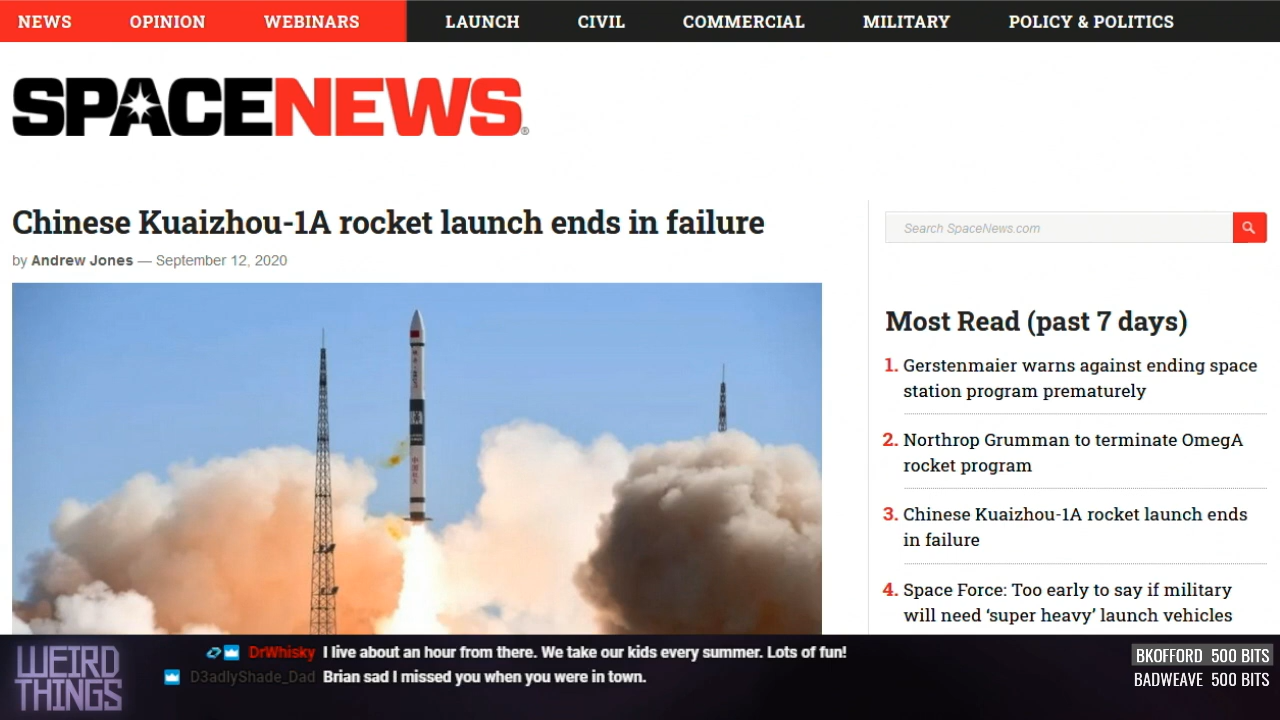 NEWS OPINION WEBINARS LAUNCH CIVIL COMMERCIAL MILITARY POLICY & POLITICS
SPACENEWS®
Chinese Kuaizhou-1A rocket launch ends in failure
by Andrew Jones — September 12, 2020
Search SpaceNews.com
Most Read (past 7 days)
1. Gerstenmaier warns against ending space
station program prematurely
2. Northrop Grumman to terminate OmegA
rocket program
3. Chinese Kuaizhou-1A rocket launch ends
in failure
4. Space Force: Too early to say if military
will need ‘super heavy’ launch vehicles
WEIRD
THINGS
DrWhisky I live about an hour from there. We take our kids every summer. Lots of fun!
D3adlyShade_Dad Brian sad I missed you when you were in town.
BKOFFORD 500 BITS
BADWEAVE 500 BITS